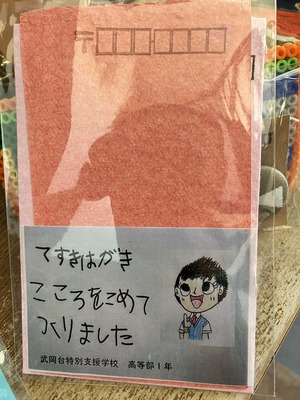 〒
てすきはがき
こころをこめて
つくりました
武岡台特別支援学校 高等部1年